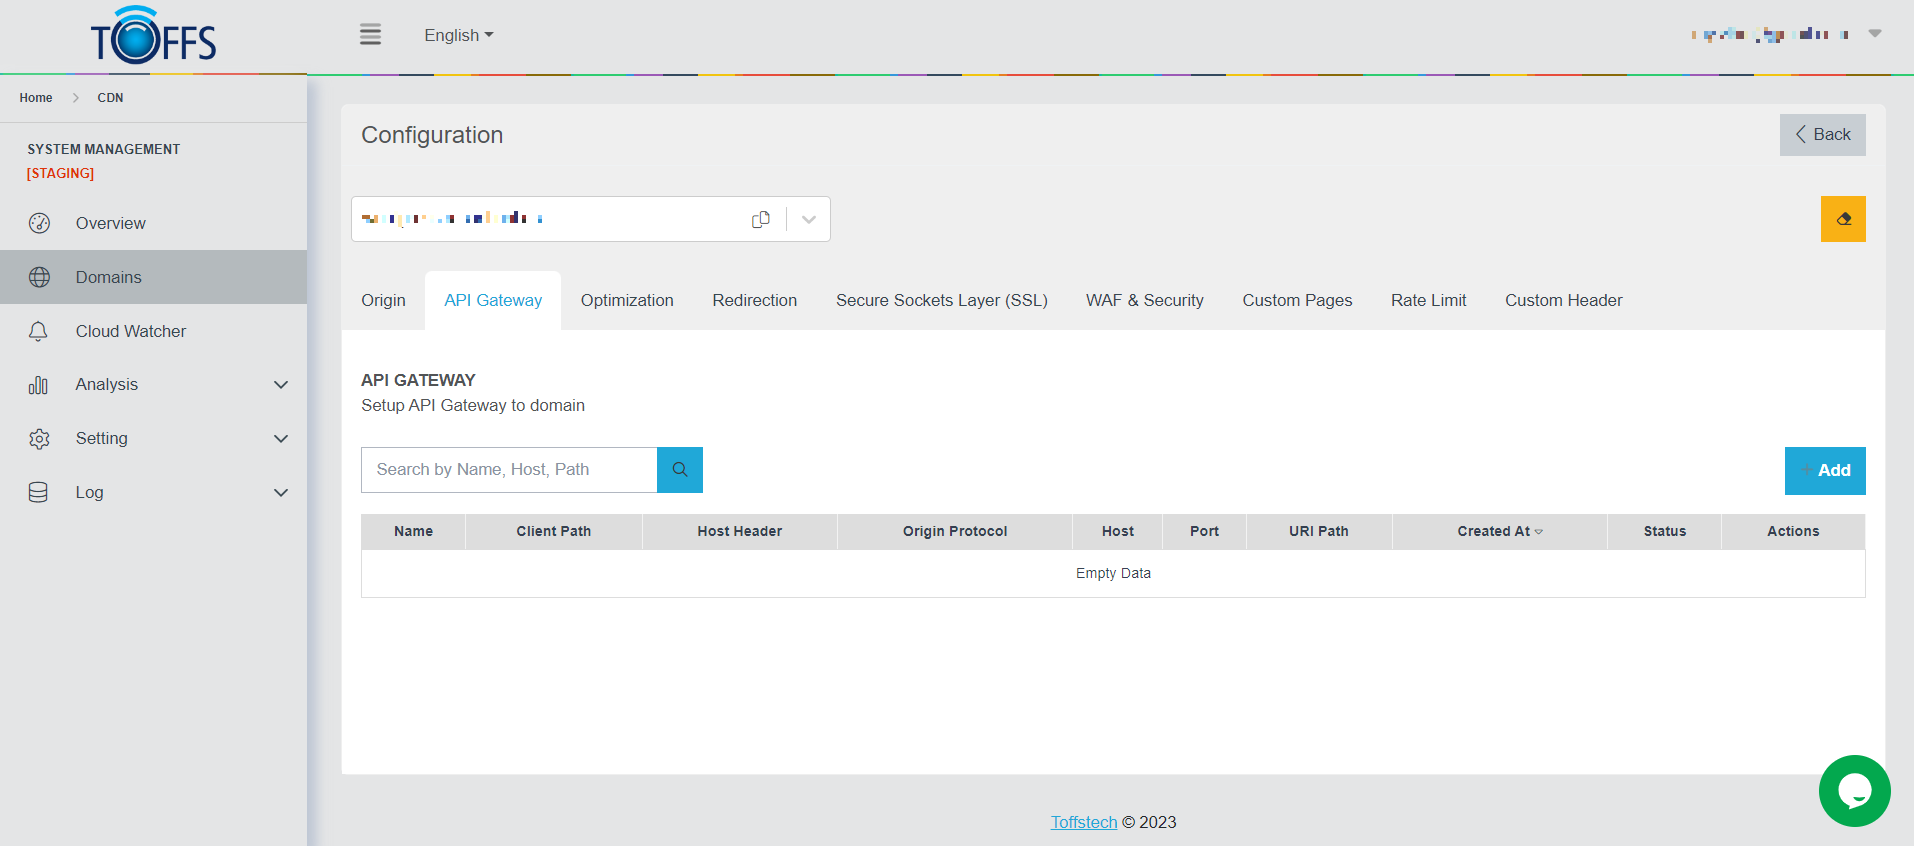 TOFFS
English
Home > CDN
SYSTEM MANAGEMENT
[STAGING]
Overview
Domains
Cloud Watcher
Analysis
Setting
Log
Configuration
Back
Origin API Gateway Optimization Redirection Secure Sockets Layer (SSL) WAF & Security Custom Pages Rate Limit Custom Header
API GATEWAY
Setup API Gateway to domain
Search by Name, Host, Path
+ Add
Name Client Path Host Header Origin Protocol Host Port URI Path Created At Status Actions
Empty Data
Toffstech © 2023